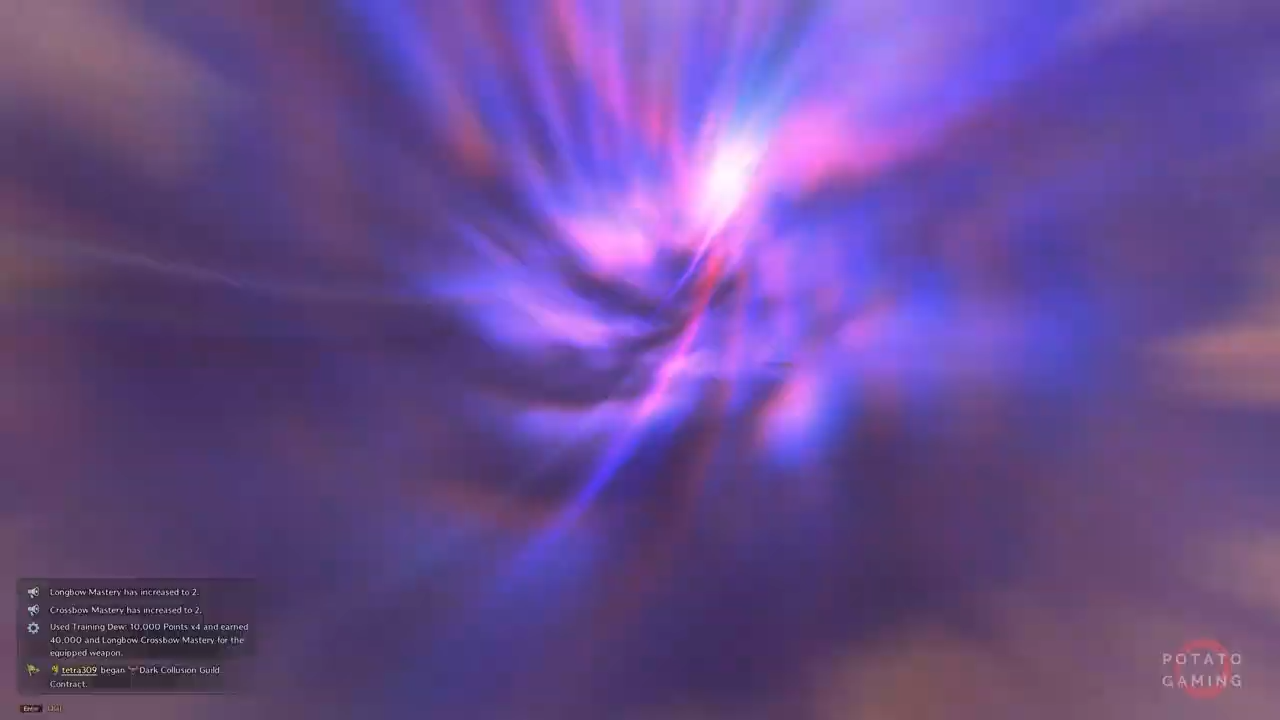 Longbow Mastery has increased to 2.
Crossbow Mastery has increased to 2.
Used Training Dew: 10,000 Points x4 and earned
40,000 and Longbow Crossbow Mastery for the
equipped weapon.
tetra309 began Dark Collusion Guild
Contract.
Enter
POTATO
GAMING